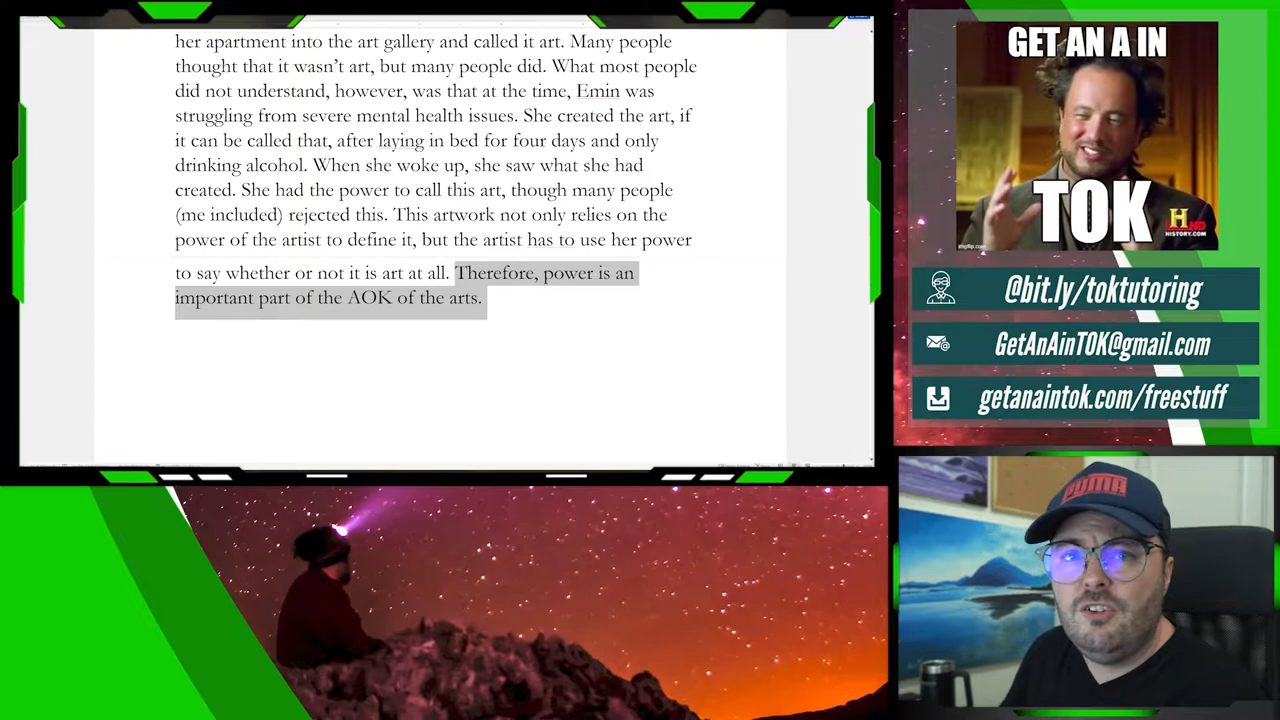 her apartment into the art gallery and called it art. Many people
thought that it wasn't art, but many people did. What most people
did not understand, however, was that at the time, Emin was
struggling from severe mental health issues. She created the art, if
it can be called that, after laying in bed for four days and only
drinking alcohol. When she woke up, she saw what she had
created. She had the power to call this art, though many people
(me included) rejected this. This artwork not only relies on the
power of the artist to define it, but the artist has to use her power
to say whether or not it is art at all. Therefore, power is an
important part of the AOK of the arts.
GET AN A IN
TOK
H
HISTORY.COM
imgflip.com
@bit.ly/toktutoring
GetAnAinTOK@gmail.com
getanaintok.com/freestuff
PUMA